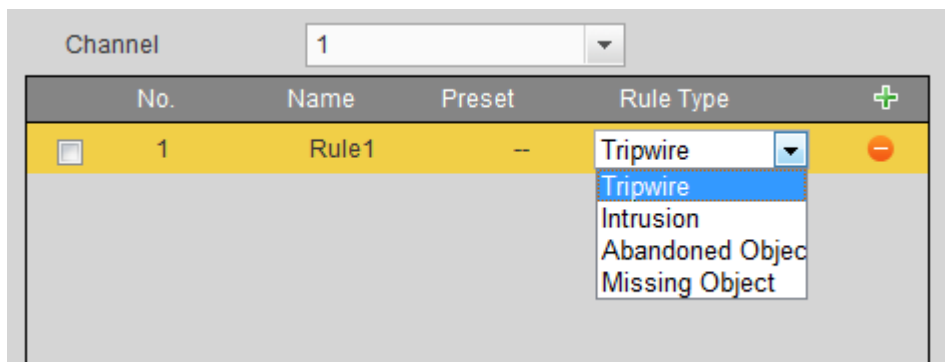 Channel 1
No. Name Preset Rule Type
1 Rule1 -- Tripwire
Tripwire
Intrusion
Abandoned Objec
Missing Object